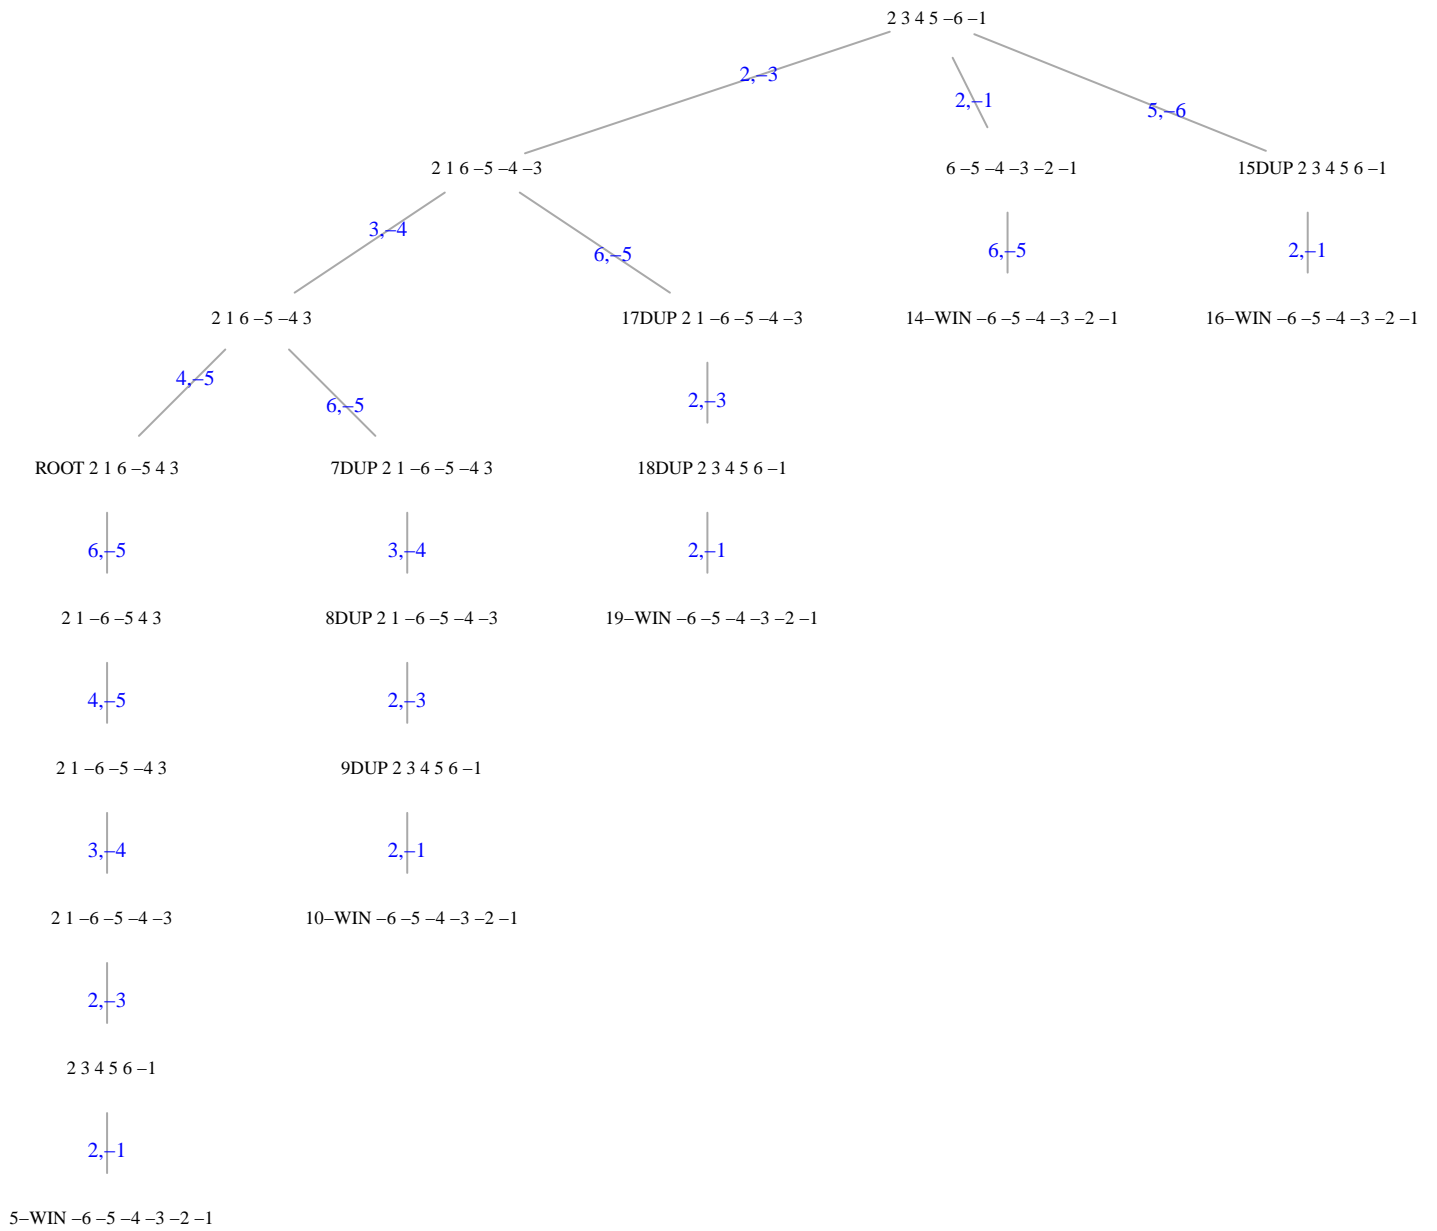 2 3 4 5 –6 –1
2,–3
2,–1
5,–6
2 1 6 –5 –4 –3
6 –5 –4 –3 –2 –1
15DUP 2 3 4 5 6 –1
3,–4
6,–5
6,–5
2,–1
2 1 6 –5 –4 3
17DUP 2 1 –6 –5 –4 –3
14–WIN –6 –5 –4 –3 –2 –1
16–WIN –6 –5 –4 –3 –2 –1
4,–5
6,–5
2,–3
ROOT 2 1 6 –5 4 3
7DUP 2 1 –6 –5 –4 3
18DUP 2 3 4 5 6 –1
6,–5
3,–4
2,–1
2 1 –6 –5 4 3
8DUP 2 1 –6 –5 –4 –3
19–WIN –6 –5 –4 –3 –2 –1
4,–5
2,–3
2 1 –6 –5 –4 3
9DUP 2 3 4 5 6 –1
3,–4
2,–1
2 1 –6 –5 –4 –3
10–WIN –6 –5 –4 –3 –2 –1
2,–3
2 3 4 5 6 –1
2,–1
5–WIN –6 –5 –4 –3 –2 –1